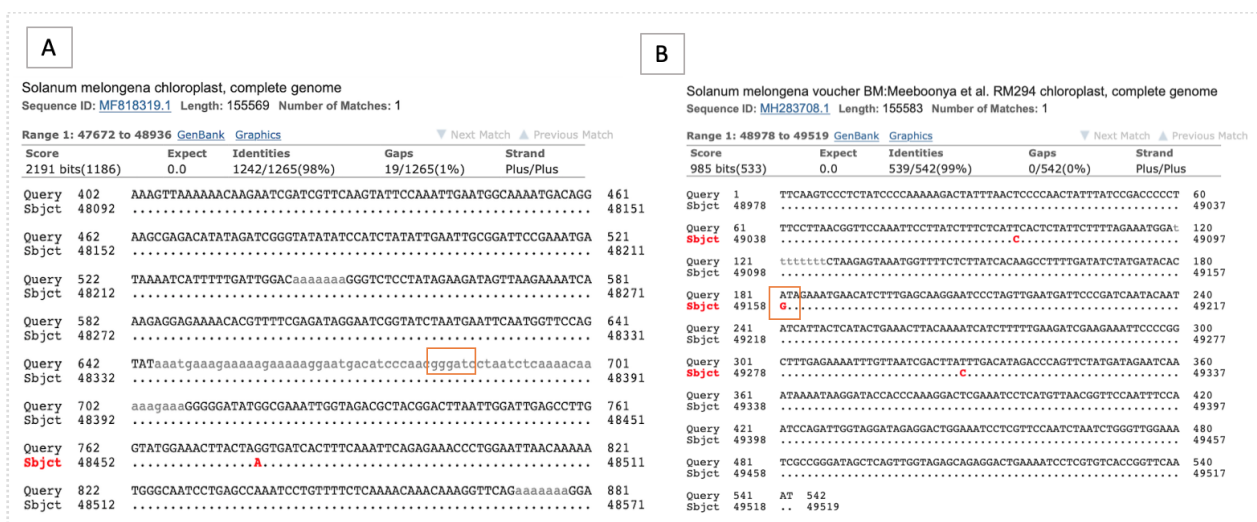 A
Solanum melongena chloroplast, complete genome
Sequence ID: MF818319.1 Length: 155569 Number of Matches: 1
Range 1: 47672 to 48936 GenBank Graphics ▼ Next Match ▲ Previous Match
Score Expect Identities Gaps Strand
2191 bits(1186) 0.0 1242/1265(98%) 19/1265(1%) Plus/Plus
Query 402 AAAGTTAAAAAACAAGAATCGATCGTTCAAGTATTCCAAATTGAATGGCAAAATGACAGG 461
Sbjct 48092 ............................................................ 48151
Query 462 AAGCGAGACATATAGATCGGGTATATATCCATCTATATTGAATTGCGGATTCCGAAATGA 521
Sbjct 48152 ............................................................ 48211
Query 522 TAAAATCATTTTTGATTGGACaaaaaaaGGGTCTCCTATAGAAGATAGTTAAGAAAATCA 581
Sbjct 48212 ............................................................ 48271
Query 582 AAGAGGAGAAAACACGTTTTCGAGATAGGAATCGGTATCTAATGAATTCAATGGTTCCAG 641
Sbjct 48272 ............................................................ 48331
Query 642 TATaaatgaaagaaaaagaaaaaggaatgacatcccaacgggatcctaatctcaaaacaa 701
Sbjct 48332 ............................................................ 48391
Query 702 aaagaaaGGGGGATATGGCGAAATTGGTAGACGCTACGGACTTAATTGGATTGAGCCTTG 761
Sbjct 48392 ............................................................ 48451
Query 762 GTATGGAAACTTACTAGGTGATCACTTTCAAATTCAGAGAAACCCTGGAATTAACAAAAA 821
Sbjct 48452 ...................A........................................ 48511
Query 822 TGGGCAATCCTGAGCCAAATCCTGTTTTCTCAAAACAAACAAAGGTTCAGaaaaaaaGGA 881
Sbjct 48512 ............................................................ 48571
B
Solanum melongena voucher BM:Meeboonya et al. RM294 chloroplast, complete genome
Sequence ID: MH283708.1 Length: 155583 Number of Matches: 1
Range 1: 48978 to 49519 GenBank Graphics ▼ Next Match ▲ Previous Match
Score Expect Identities Gaps Strand
985 bits(533) 0.0 539/542(99%) 0/542(0%) Plus/Plus
Query 1 TTCAAGTCCCTCTATCCCCAAAAAGACTATTTAACTCCCCAACTATTTATCCGACCCCCT 60
Sbjct 48978 ............................................................ 49037
Query 61 TTCCTTAACGGTTCCAAATTCCTTATCTTTCTCATTCACTCTATTCTTTTAGAAATGGAt 120
Sbjct 49038 ...................................C........................ 49097
Query 121 tttttttCTAAGAGTAAATGGTTTTCTCTTATCACAAGCCTTTTGATATCTATGATACAC 180
Sbjct 49098 ............................................................ 49157
Query 181 ATAGAAATGAACATCTTTGAGCAAGGAATCCCTAGTTGAATGATTCCCGATCAATACAAT 240
Sbjct 49158 G........................................................... 49217
Query 241 ATCATTACTCATACTGAAACTTACAAAATCATCTTTTTGAAGATCGAAGAAATTCCCCGG 300
Sbjct 49218 ............................................................ 49277
Query 301 CTTTGAGAAAATTTGTTAATCGACTTATTTGACATAGACCCAGTTCTATGATAGAATCAA 360
Sbjct 49278 ...........................C................................ 49337
Query 361 ATAAAATAAGGATACCACCCAAAGGACTCGAAATCCTCATGTTAACGGTTCCAATTTCCA 420
Sbjct 49338 ............................................................ 49397
Query 421 ATCCAGATTGGTAGGATAGAGGACTGGAAATCCTCGTTCCAATCTAATCTGGGTTGGAAA 480
Sbjct 49398 ............................................................ 49457
Query 481 TCGCCGGGATAGCTCAGTTGGTAGAGCAGAGGACTGAAAATCCTCGTGTCACCGGTTCAA 540
Sbjct 49458 ............................................................ 49517
Query 541 AT 542
Sbjct 49518 .. 49519